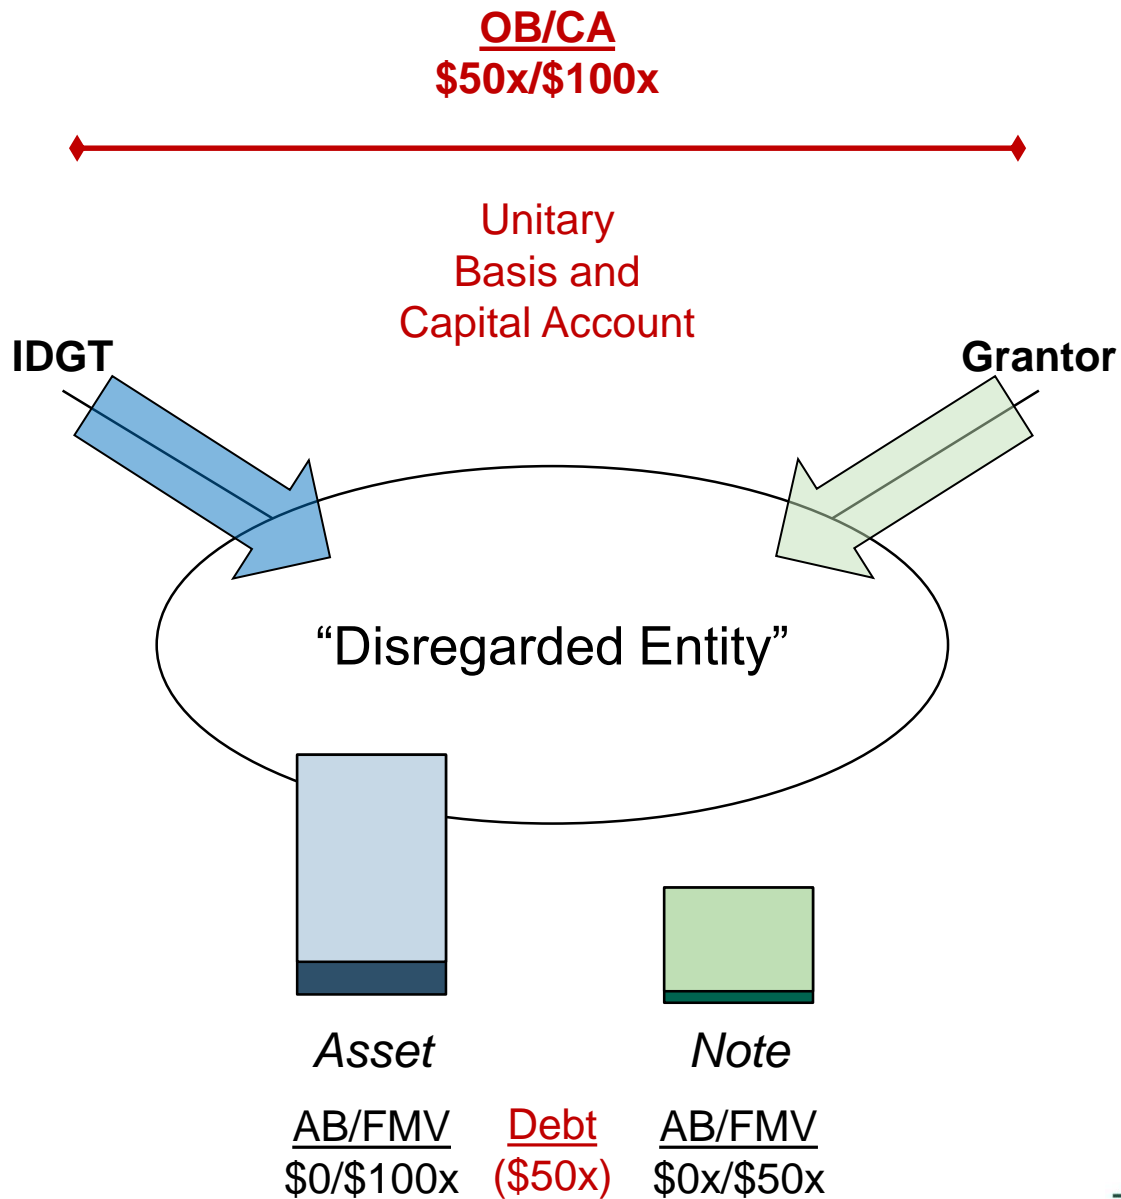 OB/CA
$50x/$100x
Unitary
Basis and
Capital Account
IDGT
Grantor
“Disregarded Entity”
Asset
Note
AB/FMV
Debt
AB/FMV
$0/$100x
($50x)
$0x/$50x